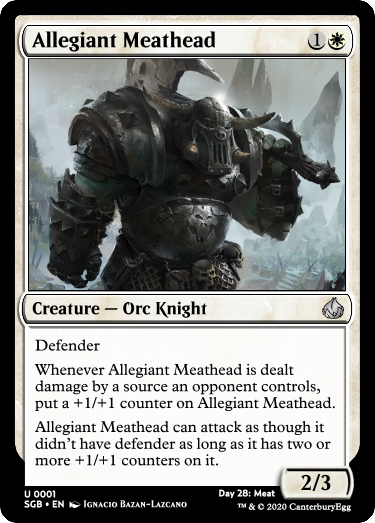 Allegiant Meathead 1
Creature — Orc Knight
Defender
Whenever Allegiant Meathead is dealt
damage by a source an opponent controls,
put a +1/+1 counter on Allegiant Meathead.
Allegiant Meathead can attack as though it
didn't have defender as long as it has two or
more +1/+1 counters on it.
2/3
U 0001 Day 28: Meat
SGB • EN Ignacio Bazan-Lazcano ™ & © 2020 CanterburyEgg